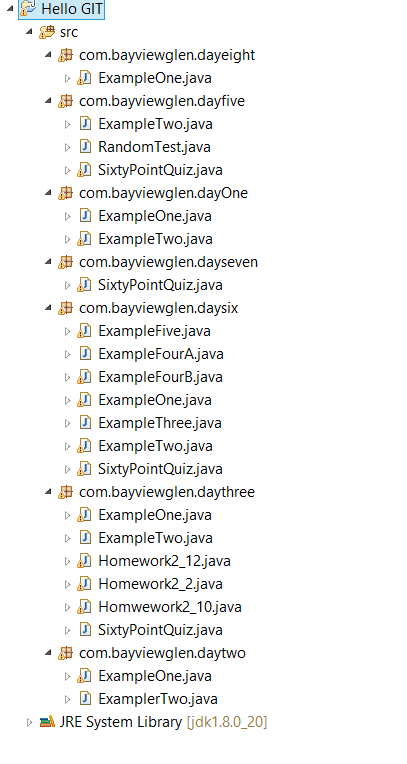 Hello GIT
src
com.bayviewglen.dayeight
ExampleOne.java
com.bayviewglen.dayfive
ExampleTwo.java
RandomTest.java
SixtyPointQuiz.java
com.bayviewglen.dayOne
ExampleOne.java
ExampleTwo.java
com.bayviewglen.dayseven
SixtyPointQuiz.java
com.bayviewglen.daysix
ExampleFive.java
ExampleFourA.java
ExampleFourB.java
ExampleOne.java
ExampleThree.java
ExampleTwo.java
SixtyPointQuiz.java
com.bayviewglen.daythree
ExampleOne.java
ExampleTwo.java
Homework2_12.java
Homework2_2.java
Homwework2_10.java
SixtyPointQuiz.java
com.bayviewglen.daytwo
ExampleOne.java
ExamplerTwo.java
JRE System Library [jdk1.8.0_20]